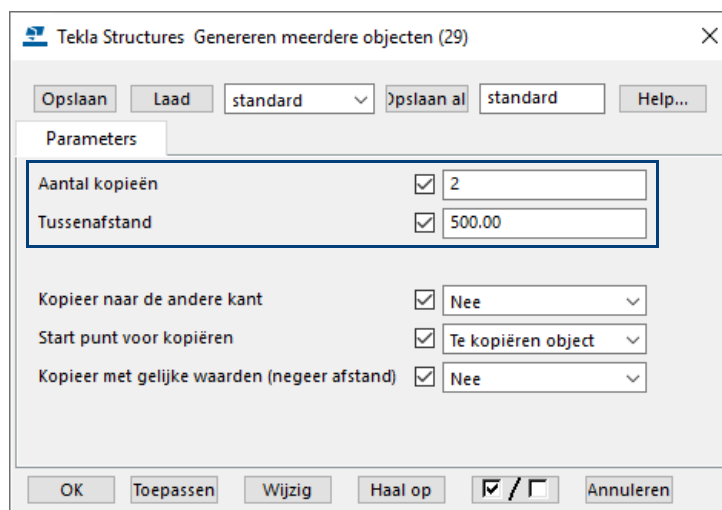 Tekla Structures Genereren meerdere objecten (29)
Opslaan Laad standard Opslaan al standard Help...
Parameters
Aantal kopieën 2
Tussenafstand 500.00
Kopieer naar de andere kant Nee
Start punt voor kopiëren Te kopiëren object
Kopieer met gelijke waarden (negeer afstand) Nee
OK Toepassen Wijzig Haal op / Annuleren